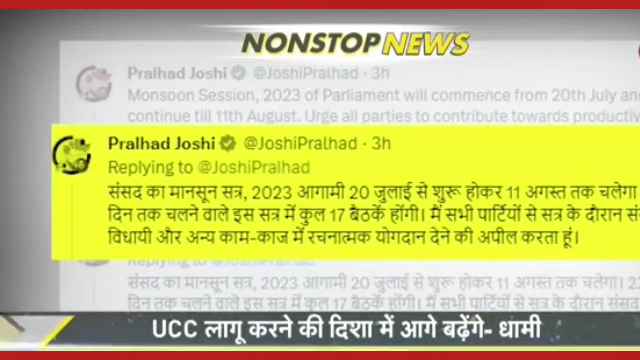 NONSTOP NEWS
Pralhad Joshi @JoshiPralhad · 3h
Monsoon Session, 2023 of Parliament will commence from 20th July and
continue till 11th August. Urge all parties to contribute towards
Pralhad Joshi @JoshiPralhad · 3h
Replying to @JoshiPralhad
संसद का मानसून सत्र, 2023 आगामी 20 जुलाई से शुरू होकर 11 अगस्त तक चलेगा
दिन तक चलने वाले इस सत्र में कुल 17 बैठकें होंगी। मैं सभी पार्टियों से सत्र के दौरान
विधायी और अन्य काम-काज में रचनात्मक योगदान देने की अपील करता हूं।
Replying to @JoshiPralhad
संसद का मानसून सत्र, 2023 आगामी 20 जुलाई से शुरू होकर 11 अगस्त तक चलेगा।
दिन तक चलने वाले इस सत्र में कुल 17 बैठकें होंगी। मैं सभी पार्टियों से सत्र के दौरान
UCC लागू करने की दिशा में आगे बढ़ेंगे- धामी